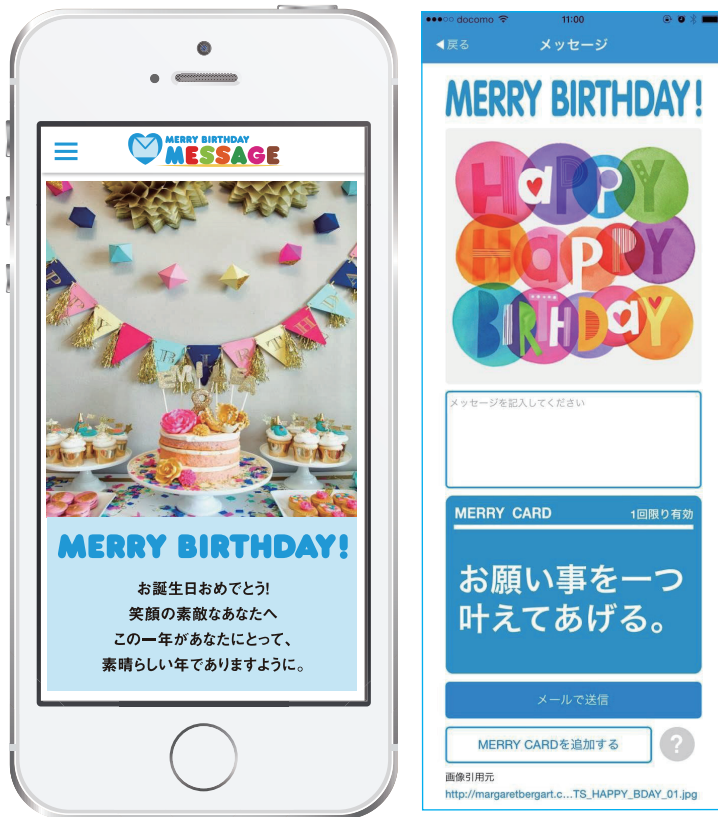 MERRY BIRTHDAY
MESSAGE
MERRY BIRTHDAY!
お誕生日おめでとう!
笑顔の素敵なあなたへ
この一年があなたにとって、
素晴らしい年でありますように。
●●●○○ docomo
11:00
◀戻る
メッセージ
MERRY BIRTHDAY!
HaPPY
HaPPY
BIRTHDaY
メッセージを記入してください
MERRY CARD
1回限り有効
お願い事を一つ
叶えてあげる。
メールで送信
MERRY CARDを追加する
?
画像引用元
http://margaretbergart.c...TS_HAPPY_BDAY_01.jpg